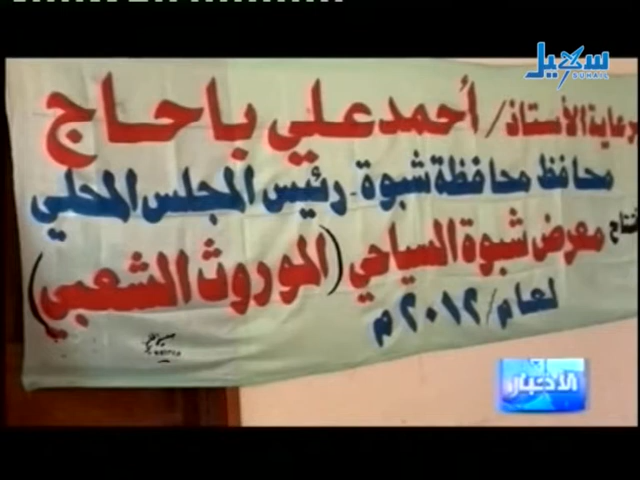 سهيل
SUHAIL
برعاية الأستاذ/ أحمد علي باحاج
محافظ محافظة شبوة - رئيس المجلس المحلي
معرض شبوة السياحي (الموروث الشعبي)
لعام/٢٠١٢م
الأخبار